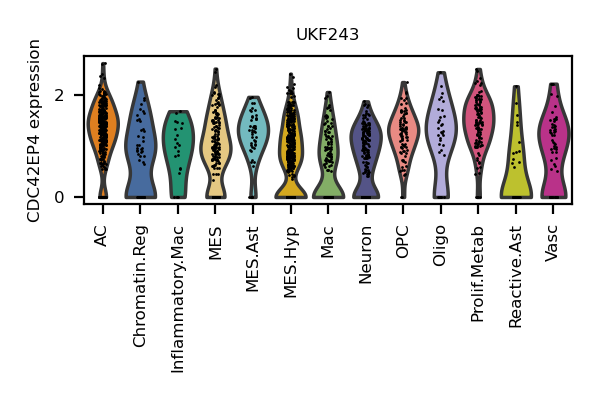 UKF243
CDC42EP4 expression
2
0
AC
Chromatin.Reg
Inflammatory.Mac
MES
MES.Ast
MES.Hyp
Mac
Neuron
OPC
Oligo
Prolif.Metab
Reactive.Ast
Vasc